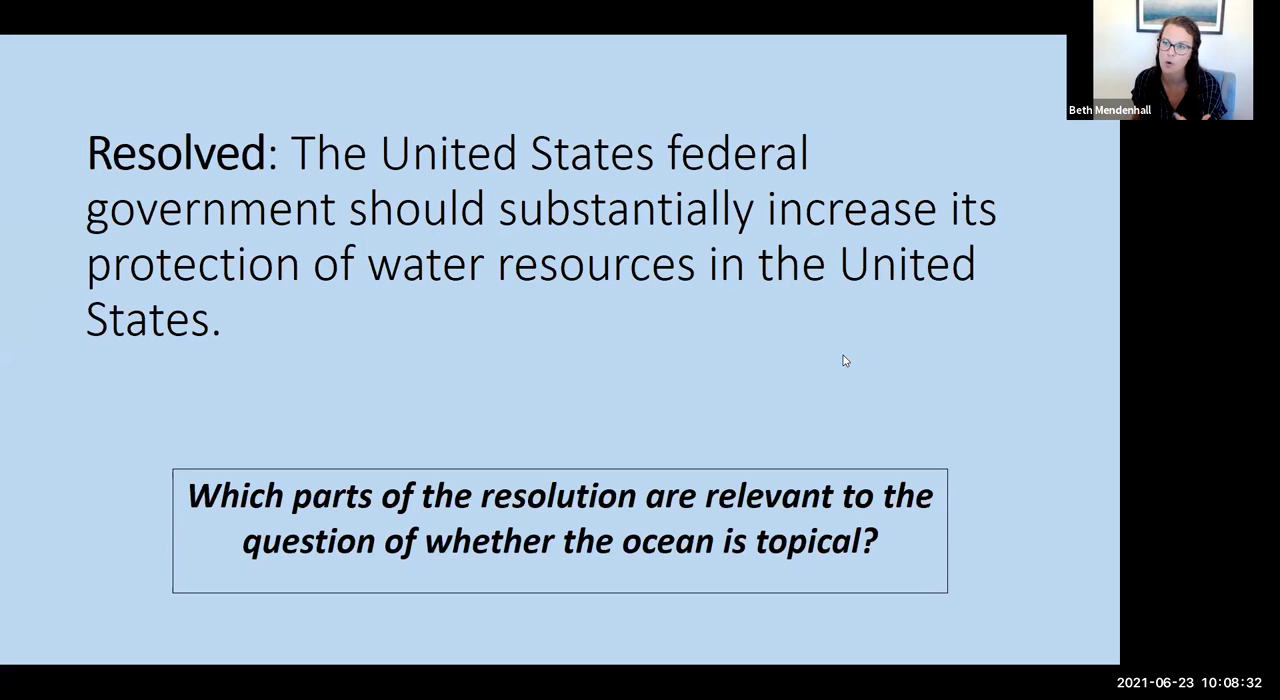 Resolved: The United States federal
government should substantially increase its
protection of water resources in the United
States.
Which parts of the resolution are relevant to the
question of whether the ocean is topical?
Beth Mendenhall
2021-06-23 10:08:32